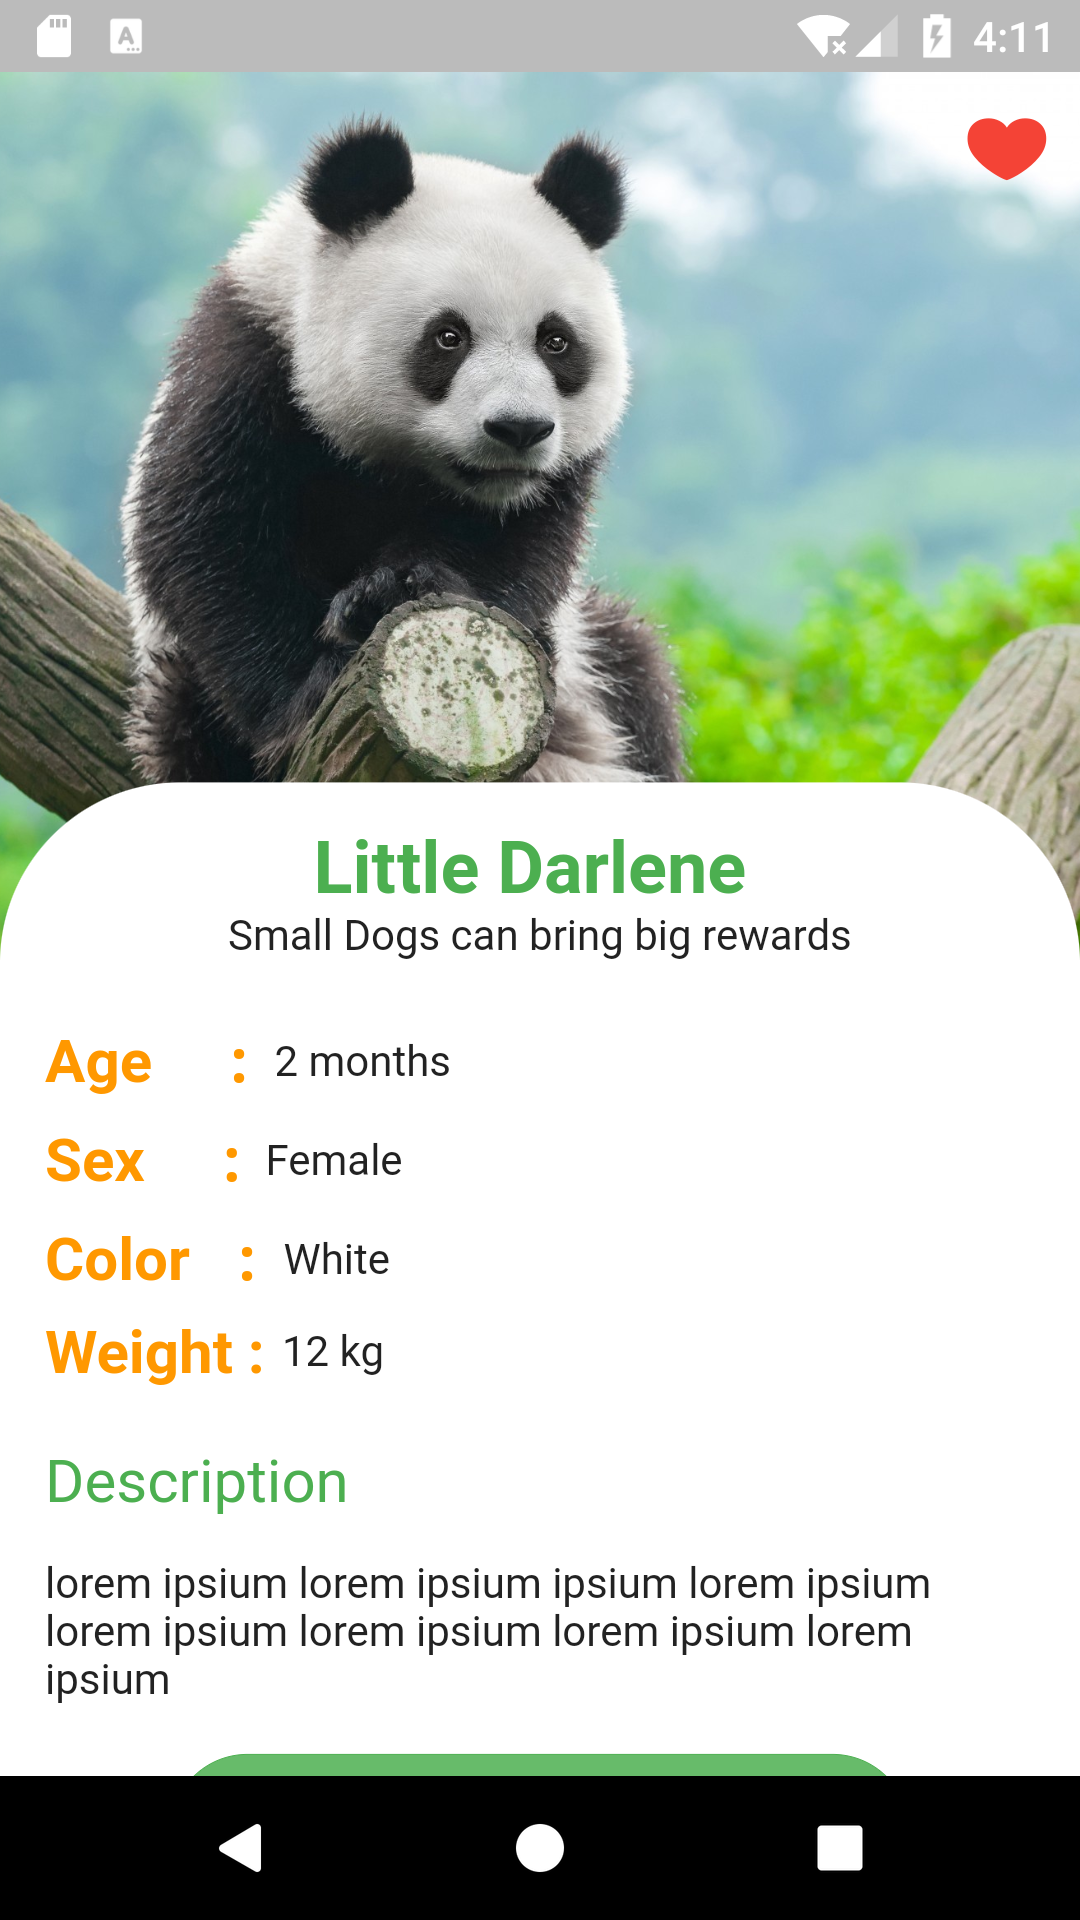 4:11
Little Darlene
Small Dogs can bring big rewards
Age : 2 months
Sex : Female
Color : White
Weight : 12 kg
Description
lorem ipsium lorem ipsium ipsium lorem ipsium
lorem ipsium lorem ipsium lorem ipsium lorem
ipsium